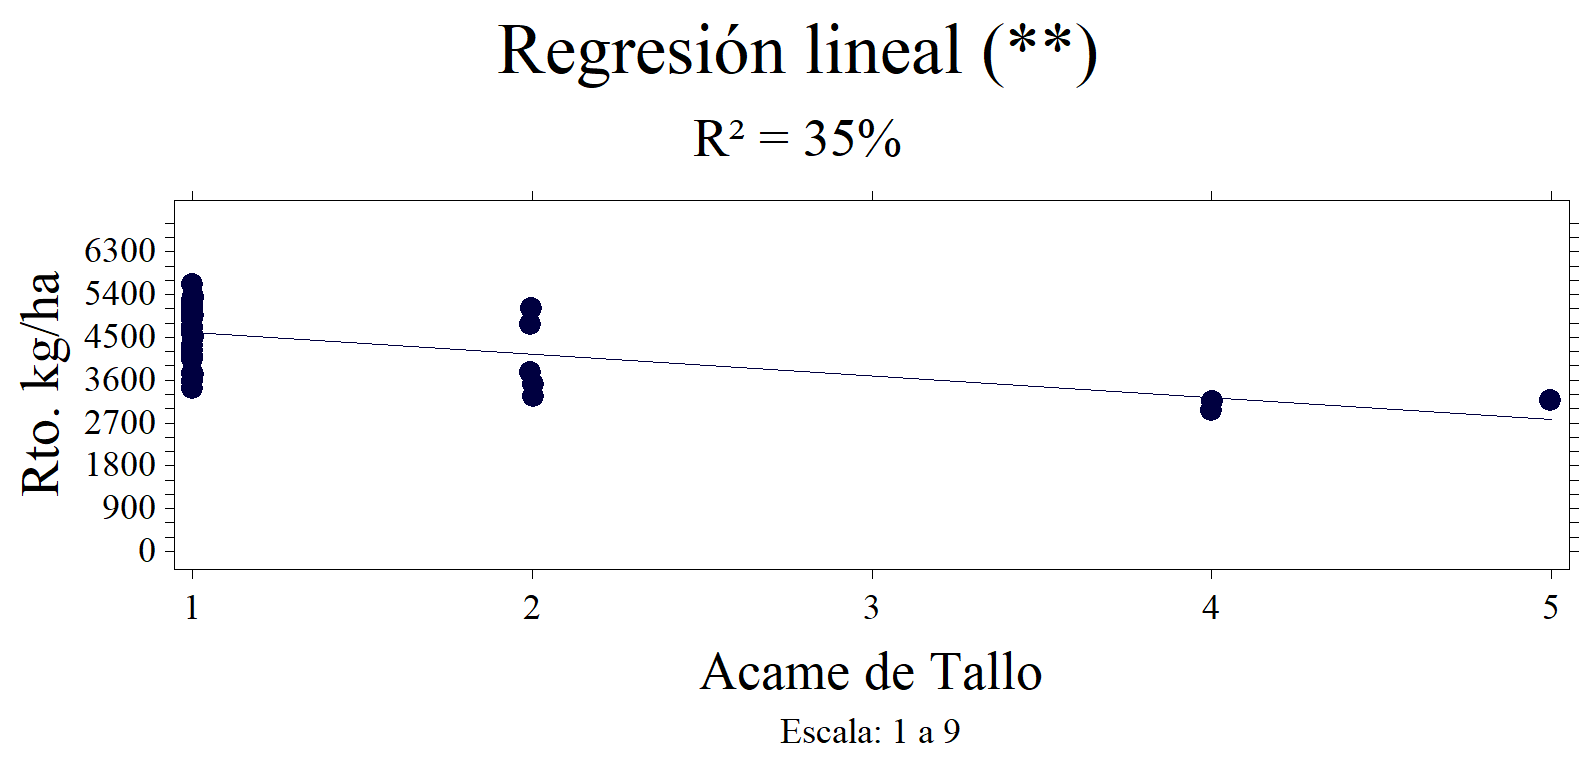 Regresión lineal (**)
R² = 35%
Rto. kg/ha
6300
5400
4500
3600
2700
1800
900
0
1 2 3 4 5
Acame de Tallo
Escala: 1 a 9